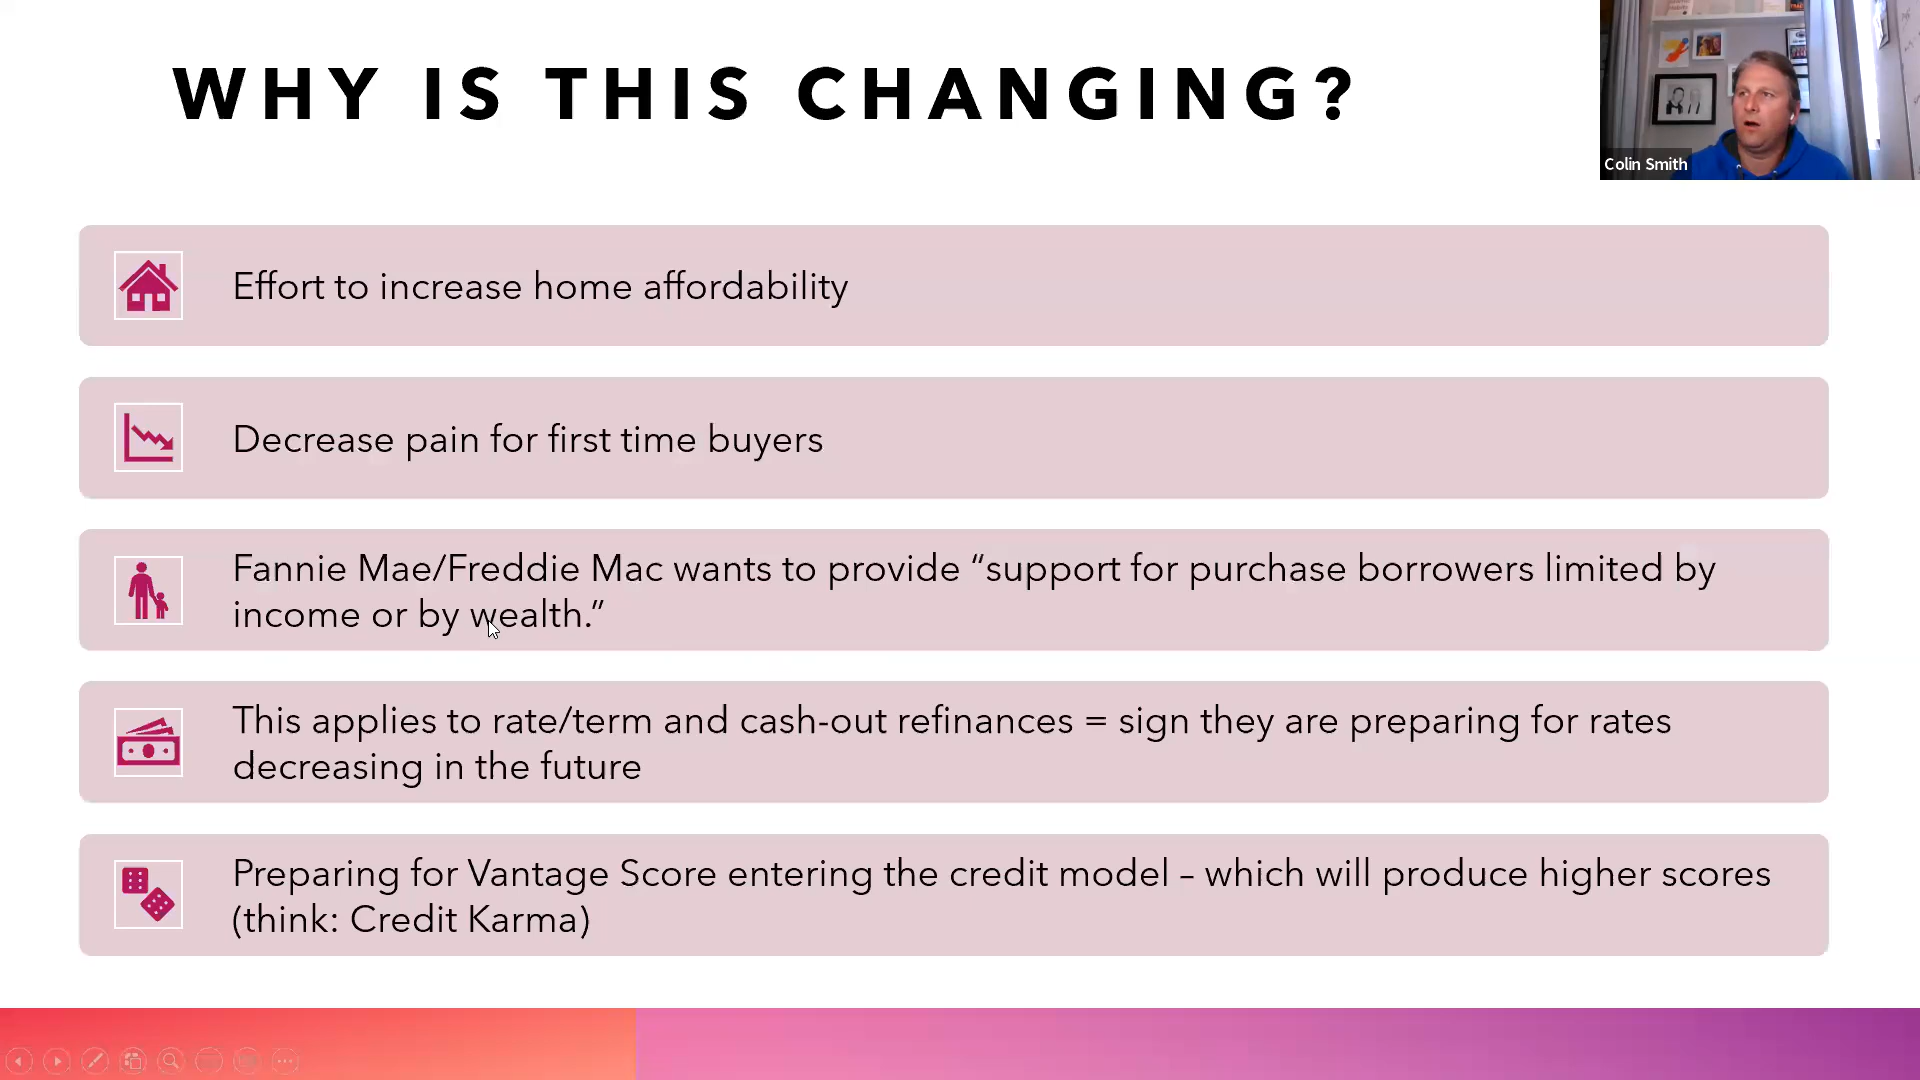 WHY IS THIS CHANGING?
Colin Smith
Effort to increase home affordability
Decrease pain for first time buyers
Fannie Mae/Freddie Mac wants to provide “support for purchase borrowers limited by
income or by wealth.”
This applies to rate/term and cash-out refinances = sign they are preparing for rates
decreasing in the future
Preparing for Vantage Score entering the credit model – which will produce higher scores
(think: Credit Karma)